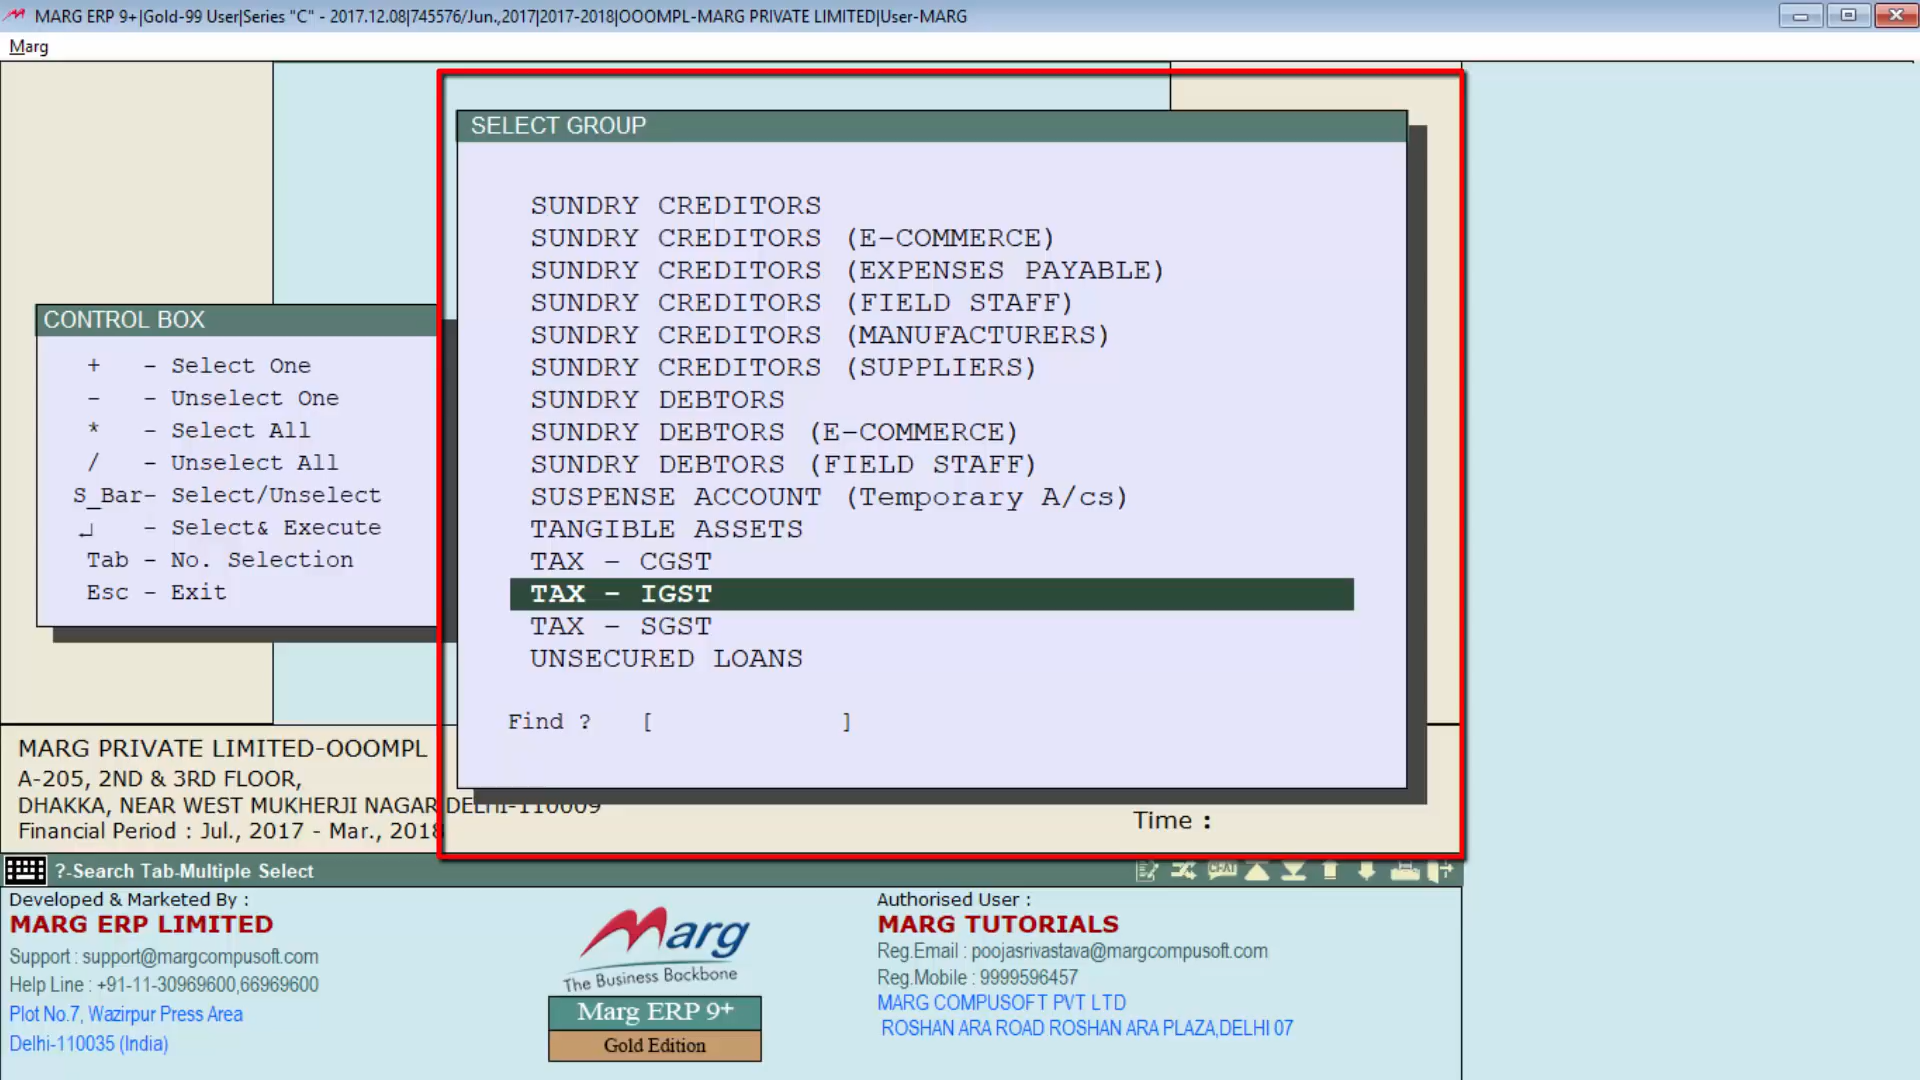 MARG ERP 9+|Gold-99 User|Series "C" - 2017.12.08|745576/Jun.,2017|2017-2018|OOOMPL-MARG PRIVATE LIMITED|User-MARG
Marg
SELECT GROUP
SUNDRY CREDITORS
SUNDRY CREDITORS (E-COMMERCE)
SUNDRY CREDITORS (EXPENSES PAYABLE)
SUNDRY CREDITORS (FIELD STAFF)
SUNDRY CREDITORS (MANUFACTURERS)
SUNDRY CREDITORS (SUPPLIERS)
SUNDRY DEBTORS
SUNDRY DEBTORS (E-COMMERCE)
SUNDRY DEBTORS (FIELD STAFF)
SUSPENSE ACCOUNT (Temporary A/cs)
TANGIBLE ASSETS
TAX - CGST
TAX - IGST
TAX - SGST
UNSECURED LOANS
Find ? [ ]
CONTROL BOX
+ - Select One
- - Unselect One
* - Select All
/ - Unselect All
S_Bar- Select/Unselect
↵ - Select& Execute
Tab - No. Selection
Esc - Exit
MARG PRIVATE LIMITED-OOOMPL
A-205, 2ND & 3RD FLOOR,
DHAKKA, NEAR WEST MUKHERJI NAGAR DELHI-110009
Financial Period : Jul., 2017 - Mar., 2018
Time :
?-Search Tab-Multiple Select
CHAT
Developed & Marketed By :
MARG ERP LIMITED
Support : support@margcompusoft.com
Help Line : +91-11-30969600,66969600
Plot No.7, Wazirpur Press Area
Delhi-110035 (India)
Marg
The Business Backbone
Marg ERP 9+
Gold Edition
Authorised User :
MARG TUTORIALS
Reg.Email : poojasrivastava@margcompusoft.com
Reg.Mobile : 9999596457
MARG COMPUSOFT PVT LTD
ROSHAN ARA ROAD ROSHAN ARA PLAZA,DELHI 07